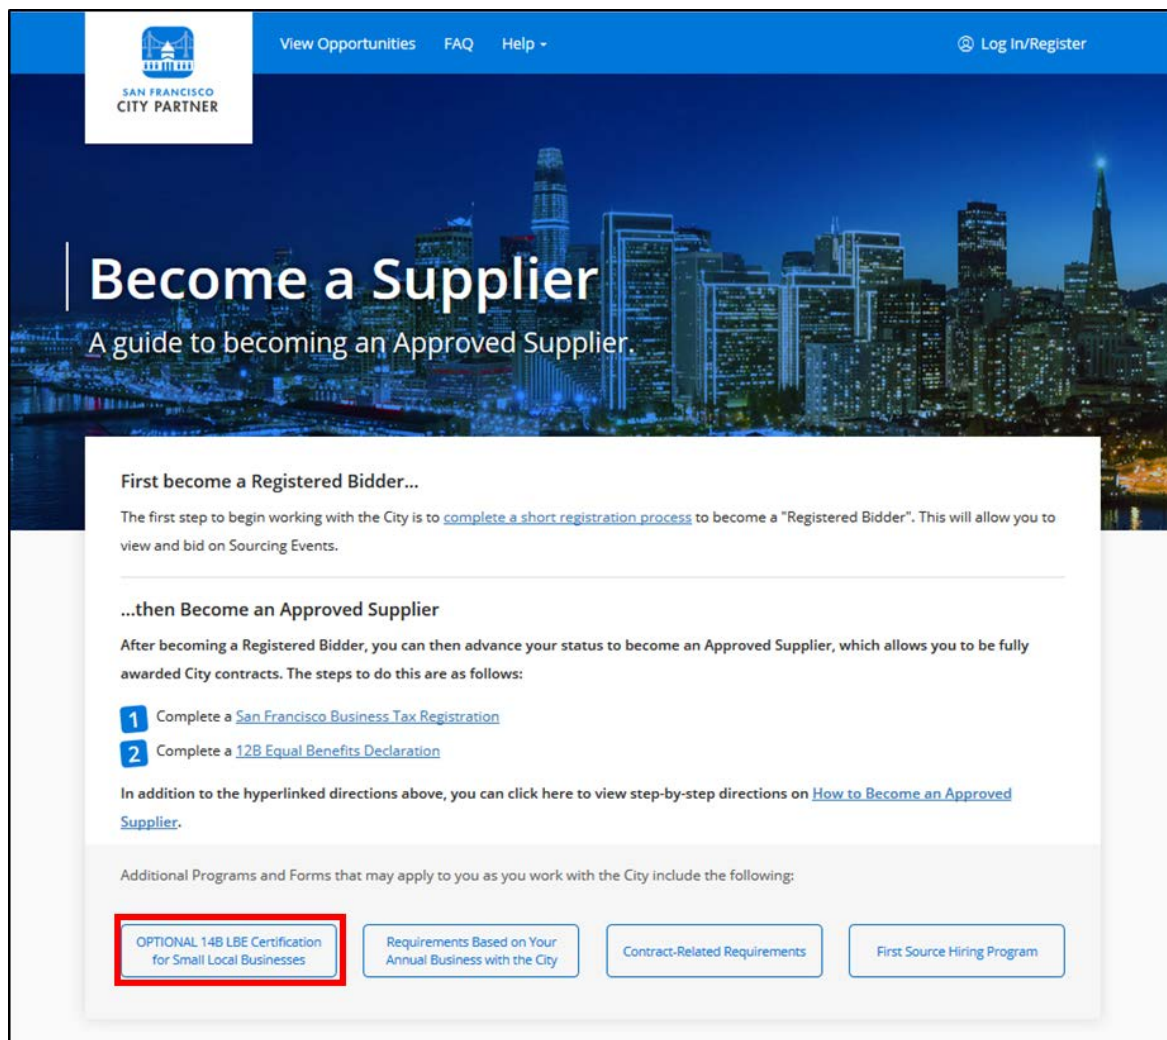 View Opportunities FAQ Help
Log In/Register
SAN FRANCISCO
CITY PARTNER
Become a Supplier
A guide to becoming an Approved Supplier.
First become a Registered Bidder...
The first step to begin working with the City is to complete a short registration process to become a "Registered Bidder". This will allow you to
view and bid on Sourcing Events.
...then Become an Approved Supplier
After becoming a Registered Bidder, you can then advance your status to become an Approved Supplier, which allows you to be fully
awarded City contracts. The steps to do this are as follows:
1 Complete a San Francisco Business Tax Registration
2 Complete a 12B Equal Benefits Declaration
In addition to the hyperlinked directions above, you can click here to view step-by-step directions on How to Become an Approved
Supplier.
Additional Programs and Forms that may apply to you as you work with the City include the following:
OPTIONAL 14B LBE Certification
for Small Local Businesses
Requirements Based on Your
Annual Business with the City
Contract-Related Requirements
First Source Hiring Program